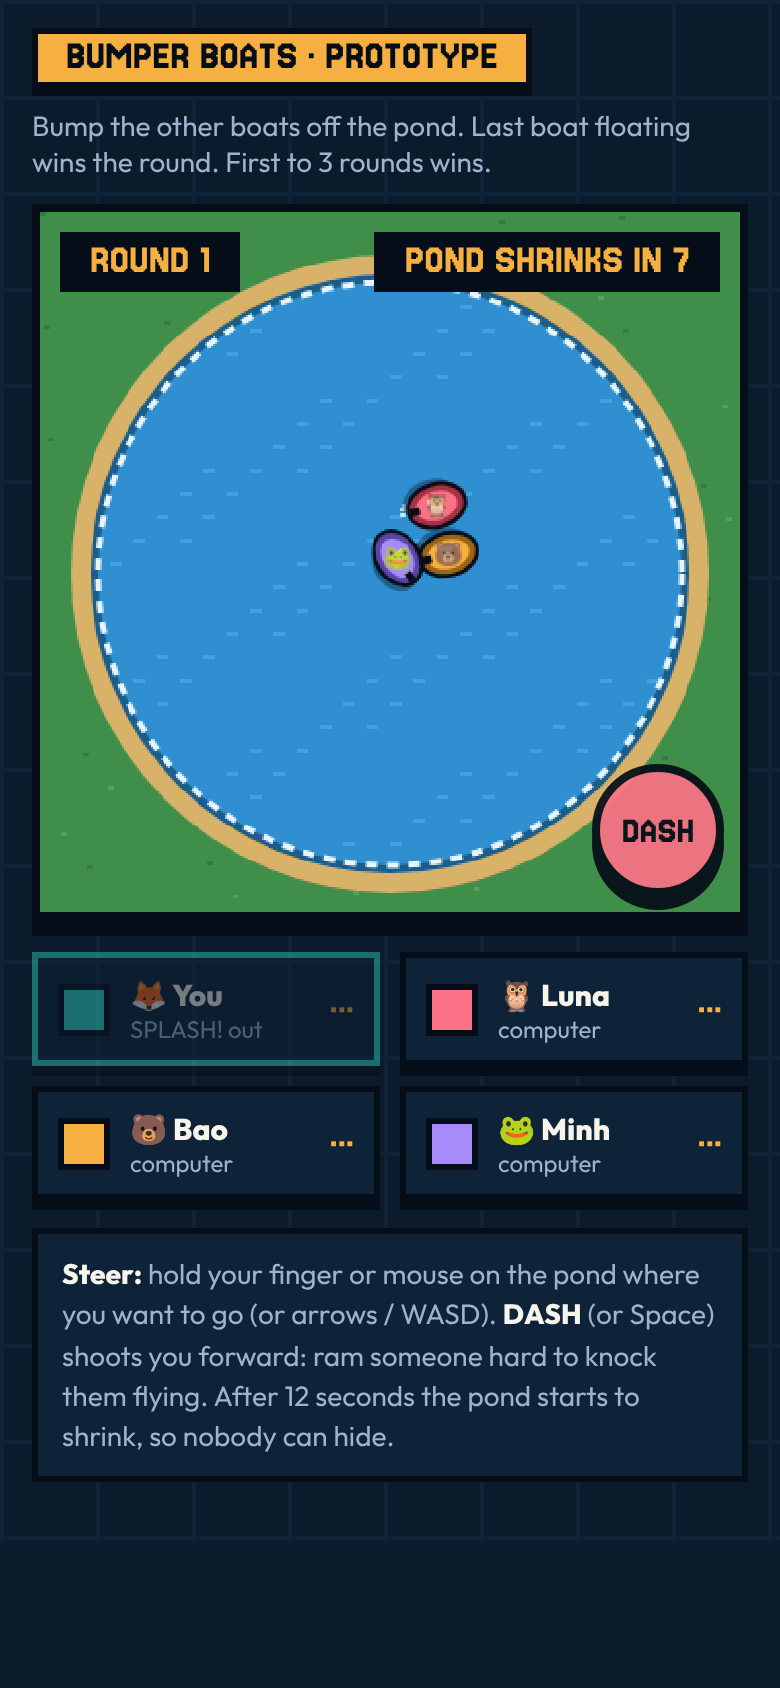 BUMPER BOATS · PROTOTYPE
Bump the other boats off the pond. Last boat floating
wins the round. First to 3 rounds wins.
ROUND 1
POND SHRINKS IN 7
DASH
You
SPLASH! out
Luna
computer
Bao
computer
Minh
computer
Steer: hold your finger or mouse on the pond where
you want to go (or arrows / WASD). DASH (or Space)
shoots you forward: ram someone hard to knock
them flying. After 12 seconds the pond starts to
shrink, so nobody can hide.